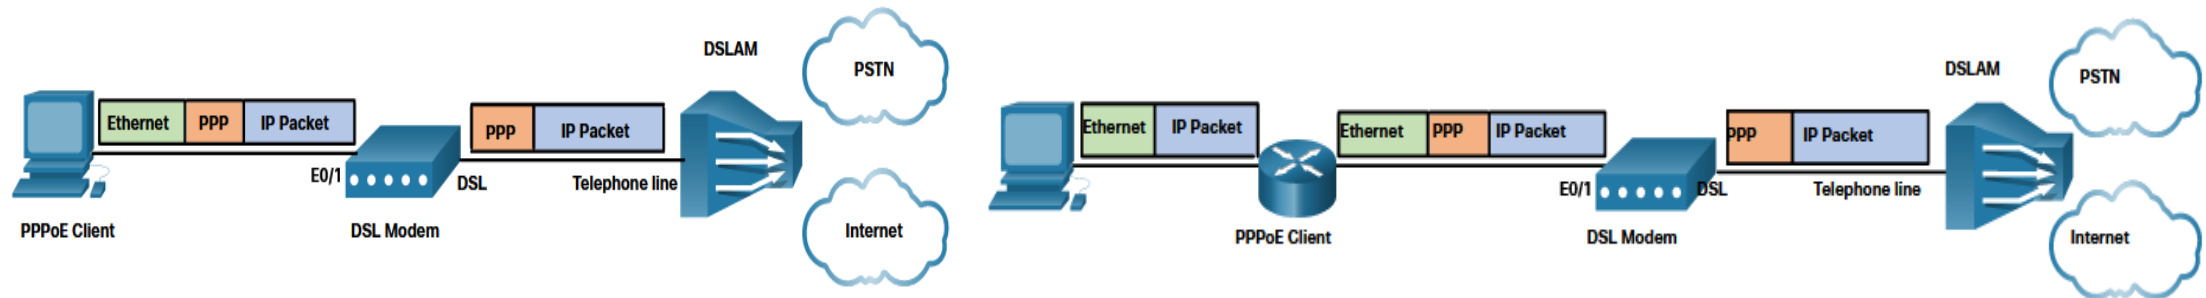 DSLAM
PSTN
Ethernet PPP IP Packet
PPP IP Packet
E0/1
DSL
Telephone line
PPPoE Client
DSL Modem
Internet
DSLAM
PSTN
Ethernet IP Packet
Ethernet PPP IP Packet
PPP IP Packet
E0/1
DSL
Telephone line
PPPoE Client
DSL Modem
Internet